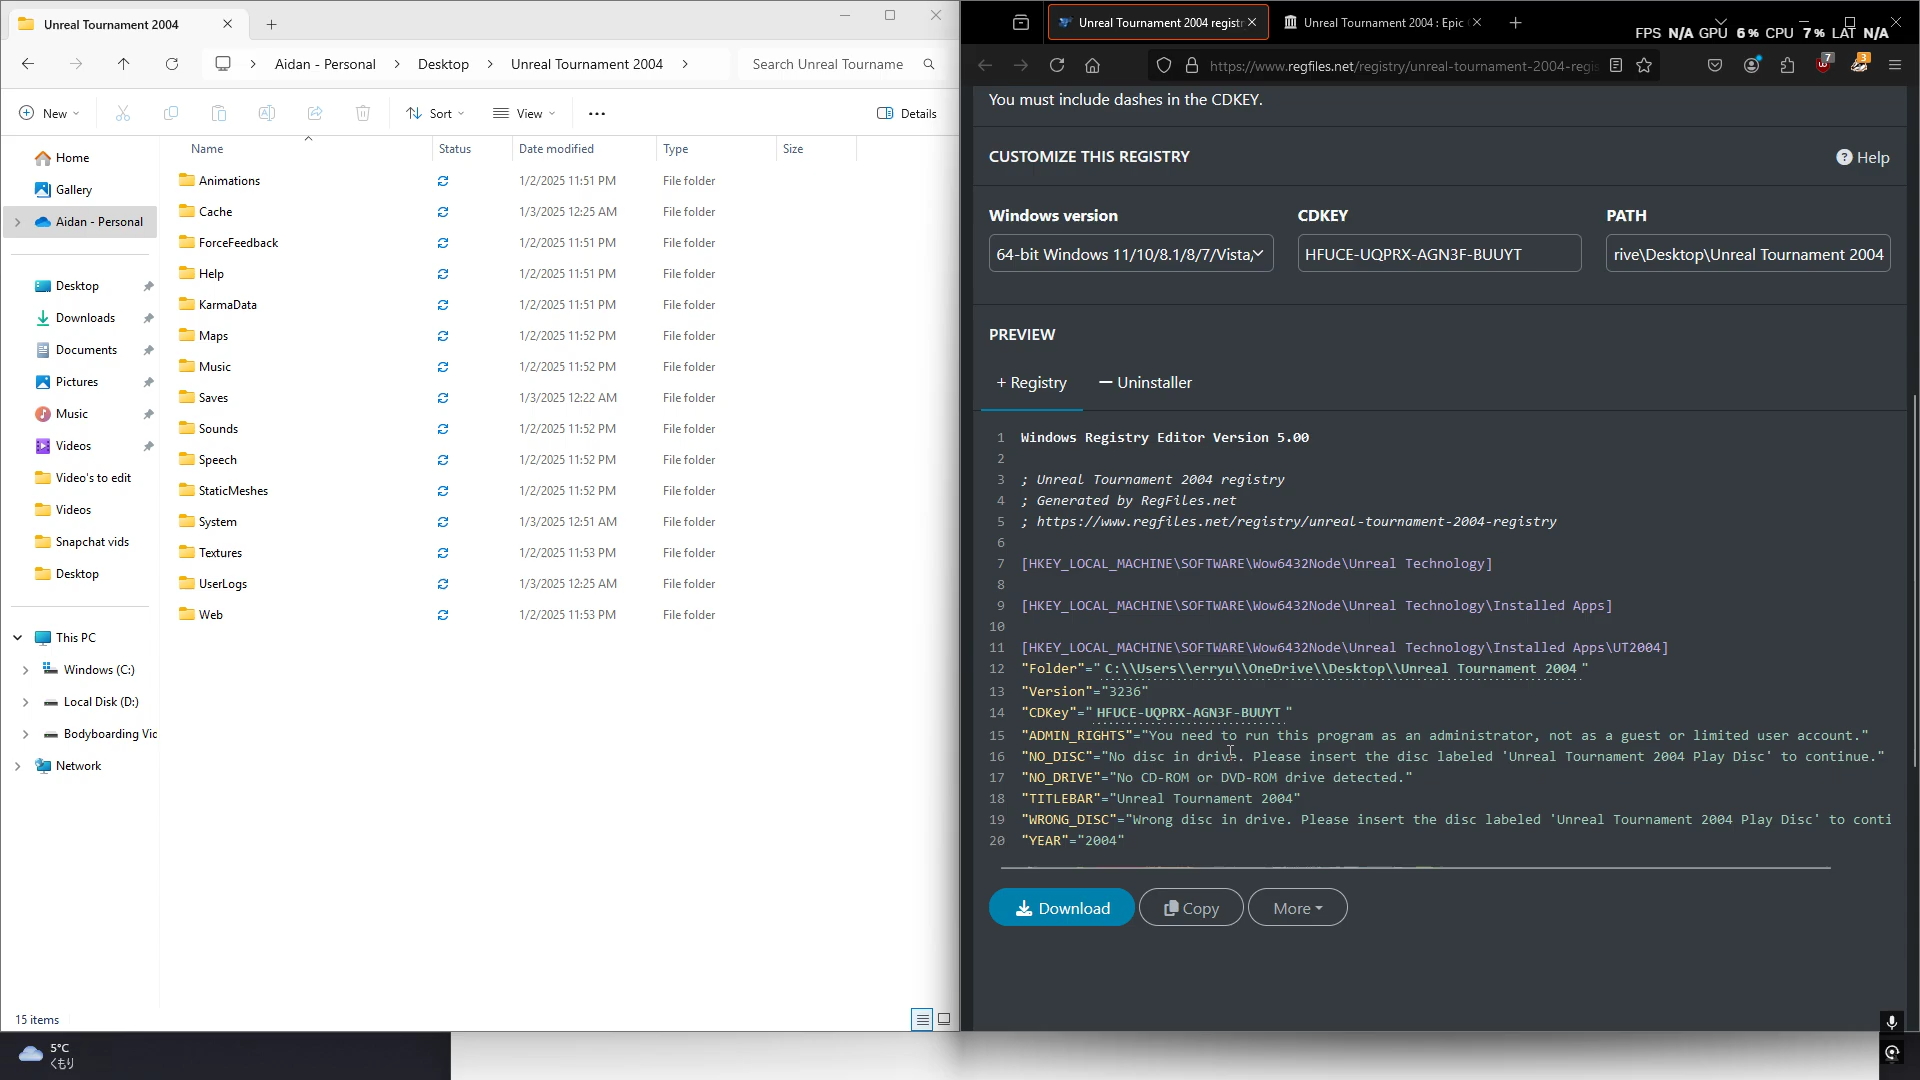 Unreal Tournament 2004
Aidan - Personal
Desktop
Unreal Tournament 2004
Search Unreal Tourname
New
Sort
View
Details
Name
Status
Date modified
Type
Size
Home
Gallery
Aidan - Personal
Desktop
Downloads
Documents
Pictures
Music
Videos
Video's to edit
Videos
Snapchat vids
Desktop
This PC
Windows (C:)
Local Disk (D:)
Bodyboarding Vic
Network
Animations 1/2/2025 11:51 PM File folder
Cache 1/3/2025 12:25 AM File folder
ForceFeedback 1/2/2025 11:51 PM File folder
Help 1/2/2025 11:51 PM File folder
KarmaData 1/2/2025 11:51 PM File folder
Maps 1/2/2025 11:52 PM File folder
Music 1/2/2025 11:52 PM File folder
Saves 1/3/2025 12:22 AM File folder
Sounds 1/2/2025 11:52 PM File folder
Speech 1/2/2025 11:52 PM File folder
StaticMeshes 1/2/2025 11:52 PM File folder
System 1/3/2025 12:51 AM File folder
Textures 1/2/2025 11:53 PM File folder
UserLogs 1/3/2025 12:25 AM File folder
Web 1/2/2025 11:53 PM File folder
15 items
5°C
くもり
Unreal Tournament 2004 registr
Unreal Tournament 2004 : Epic
FPS N/A GPU 6% CPU 7% LAT N/A
https://www.regfiles.net/registry/unreal-tournament-2004-regis
7
3
You must include dashes in the CDKEY.
CUSTOMIZE THIS REGISTRY
? Help
Windows version
CDKEY
PATH
64-bit Windows 11/10/8.1/8/7/Vista/
HFUCE-UQPRX-AGN3F-BUUYT
rive\Desktop\Unreal Tournament 2004
PREVIEW
+ Registry
— Uninstaller
1 Windows Registry Editor Version 5.00
2
3 ; Unreal Tournament 2004 registry
4 ; Generated by RegFiles.net
5 ; https://www.regfiles.net/registry/unreal-tournament-2004-registry
6
7 [HKEY_LOCAL_MACHINE\SOFTWARE\Wow6432Node\Unreal Technology]
8
9 [HKEY_LOCAL_MACHINE\SOFTWARE\Wow6432Node\Unreal Technology\Installed Apps]
10
11 [HKEY_LOCAL_MACHINE\SOFTWARE\Wow6432Node\Unreal Technology\Installed Apps\UT2004]
12 "Folder"="C:\\Users\\erryu\\OneDrive\\Desktop\\Unreal Tournament 2004"
13 "Version"="3236"
14 "CDKey"="HFUCE-UQPRX-AGN3F-BUUYT"
15 "ADMIN_RIGHTS"="You need to run this program as an administrator, not as a guest or limited user account."
16 "NO_DISC"="No disc in drive. Please insert the disc labeled 'Unreal Tournament 2004 Play Disc' to continue."
17 "NO_DRIVE"="No CD-ROM or DVD-ROM drive detected."
18 "TITLEBAR"="Unreal Tournament 2004"
19 "WRONG_DISC"="Wrong disc in drive. Please insert the disc labeled 'Unreal Tournament 2004 Play Disc' to conti
20 "YEAR"="2004"
Download
Copy
More